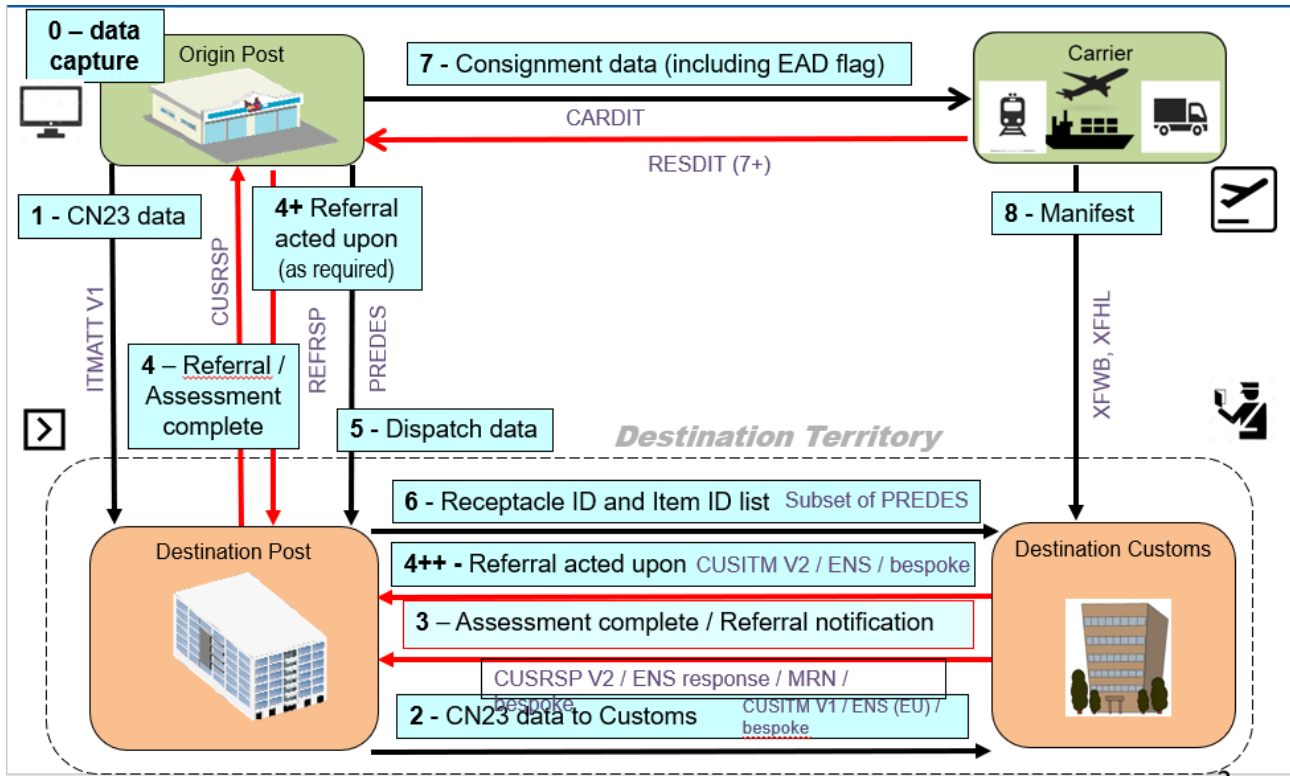 0 – data
capture
Origin Post
7 - Consignment data (including EAD flag)
CARDIT
RESDIT (7+)
Carrier
1 - CN23 data
4+ Referral
acted upon
(as required)
8 - Manifest
ITMATT V1
CUSRSP
REFRSP
PREDES
XFWB, XFHL
4 – Referral /
Assessment
complete
5 - Dispatch data
Destination Territory
6 - Receptacle ID and Item ID list Subset of PREDES
Destination Post
Destination Customs
4++ - Referral acted upon CUSITM V2 / ENS / bespoke
3 – Assessment complete / Referral notification
CUSRSP V2 / ENS response / MRN /
bespoke
2 - CN23 data to Customs
CUSITM V1 / ENS (EU) /
bespoke